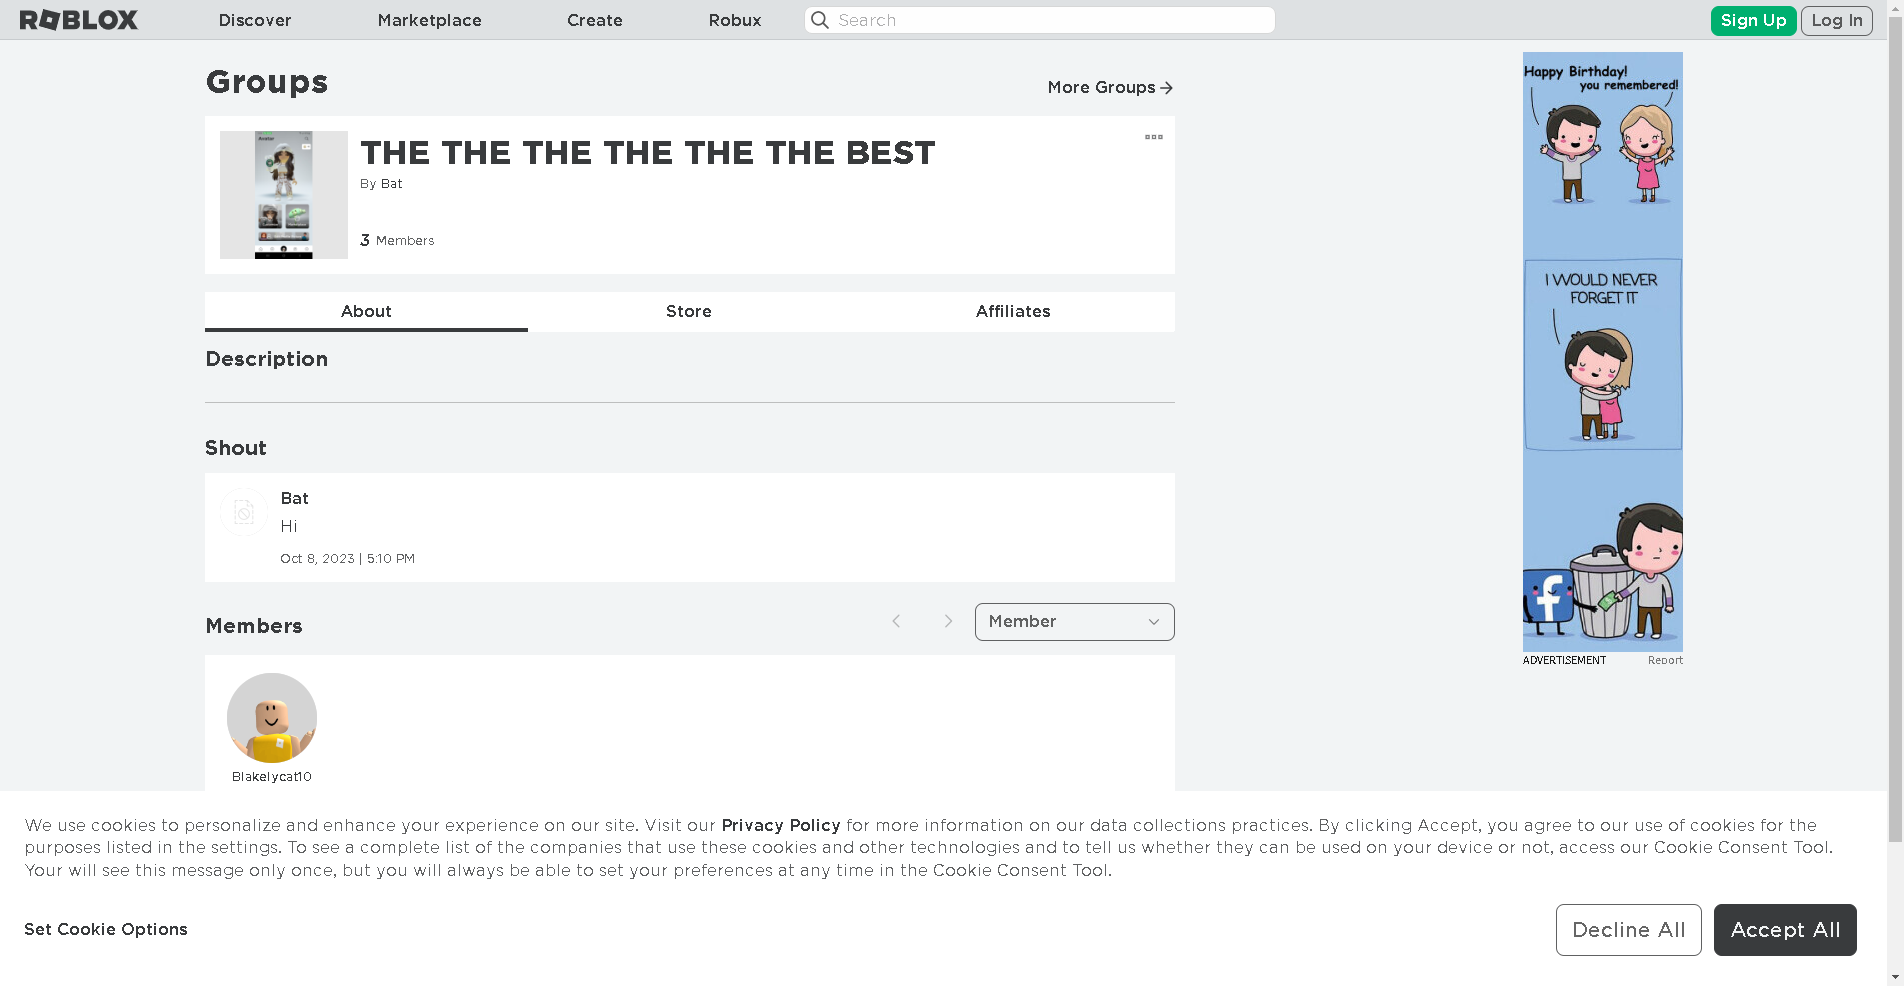 ROBLOX
Discover
Marketplace
Create
Robux
Search
Sign Up
Log In
Groups
More Groups
THE THE THE THE THE THE BEST
By Bat
3 Members
About
Store
Affiliates
Description
Shout
Bat
Hi
Oct 8, 2023 | 5:10 PM
Members
Member
Blakelycat10
Happy Birthday!
you remembered!
I WOULD NEVER
FORGET IT
f
ADVERTISEMENT
Report
We use cookies to personalize and enhance your experience on our site. Visit our Privacy Policy for more information on our data collections practices. By clicking Accept, you agree to our use of cookies for the
purposes listed in the settings. To see a complete list of the companies that use these cookies and other technologies and to tell us whether they can be used on your device or not, access our Cookie Consent Tool.
Your will see this message only once, but you will always be able to set your preferences at any time in the Cookie Consent Tool.
Set Cookie Options
Decline All
Accept All